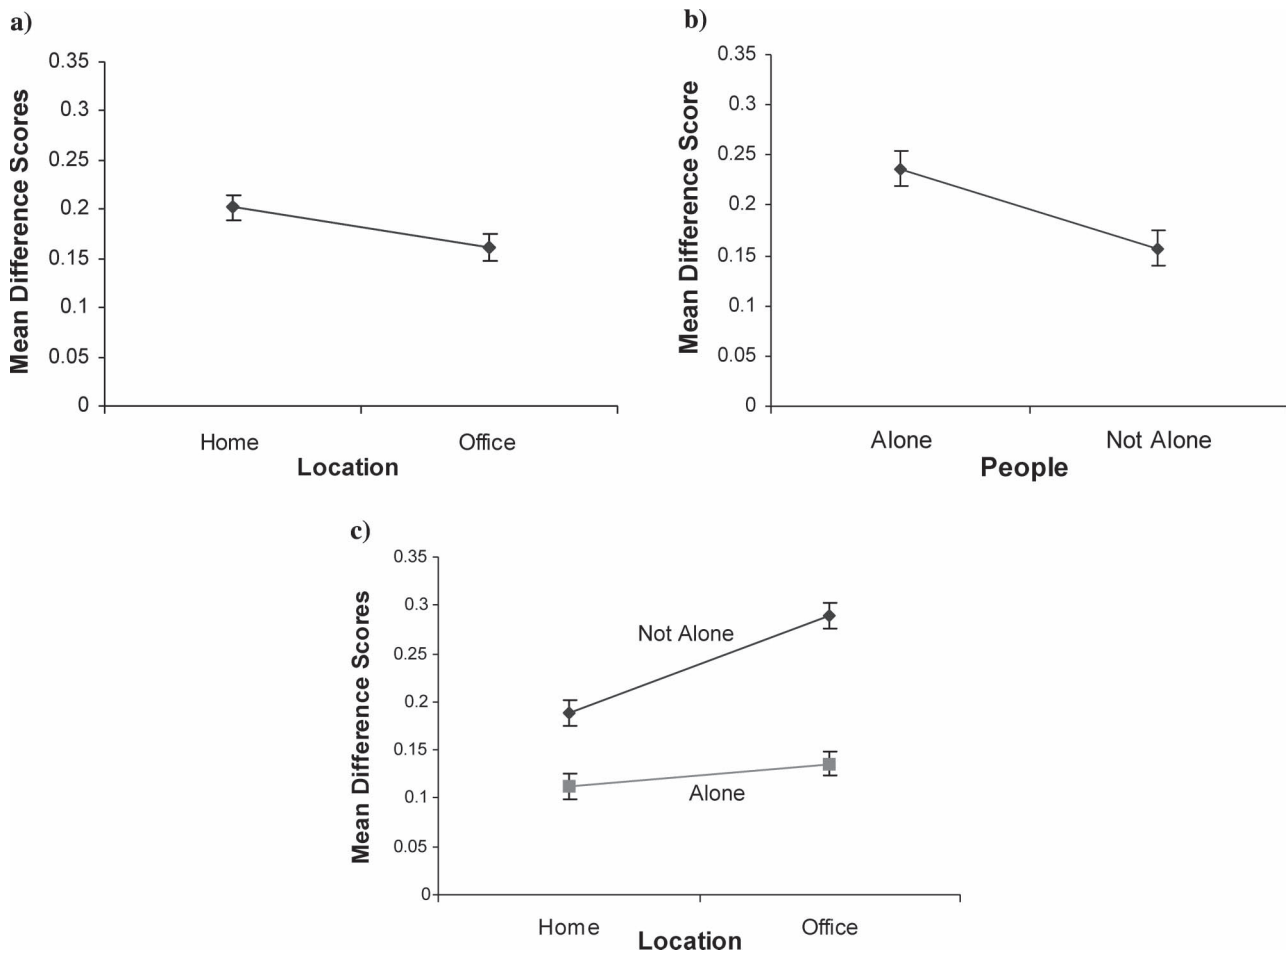 a)
Mean Difference Scores
0.35
0.3
0.25
0.2
0.15
0.1
0.05
0
Home
Office
Location
b)
Mean Difference Score
0.35
0.3
0.25
0.2
0.15
0.1
0.05
0
Alone
Not Alone
People
c)
Mean Difference Scores
0.35
0.3
0.25
0.2
0.15
0.1
0.05
0
Not Alone
Alone
Home
Office
Location